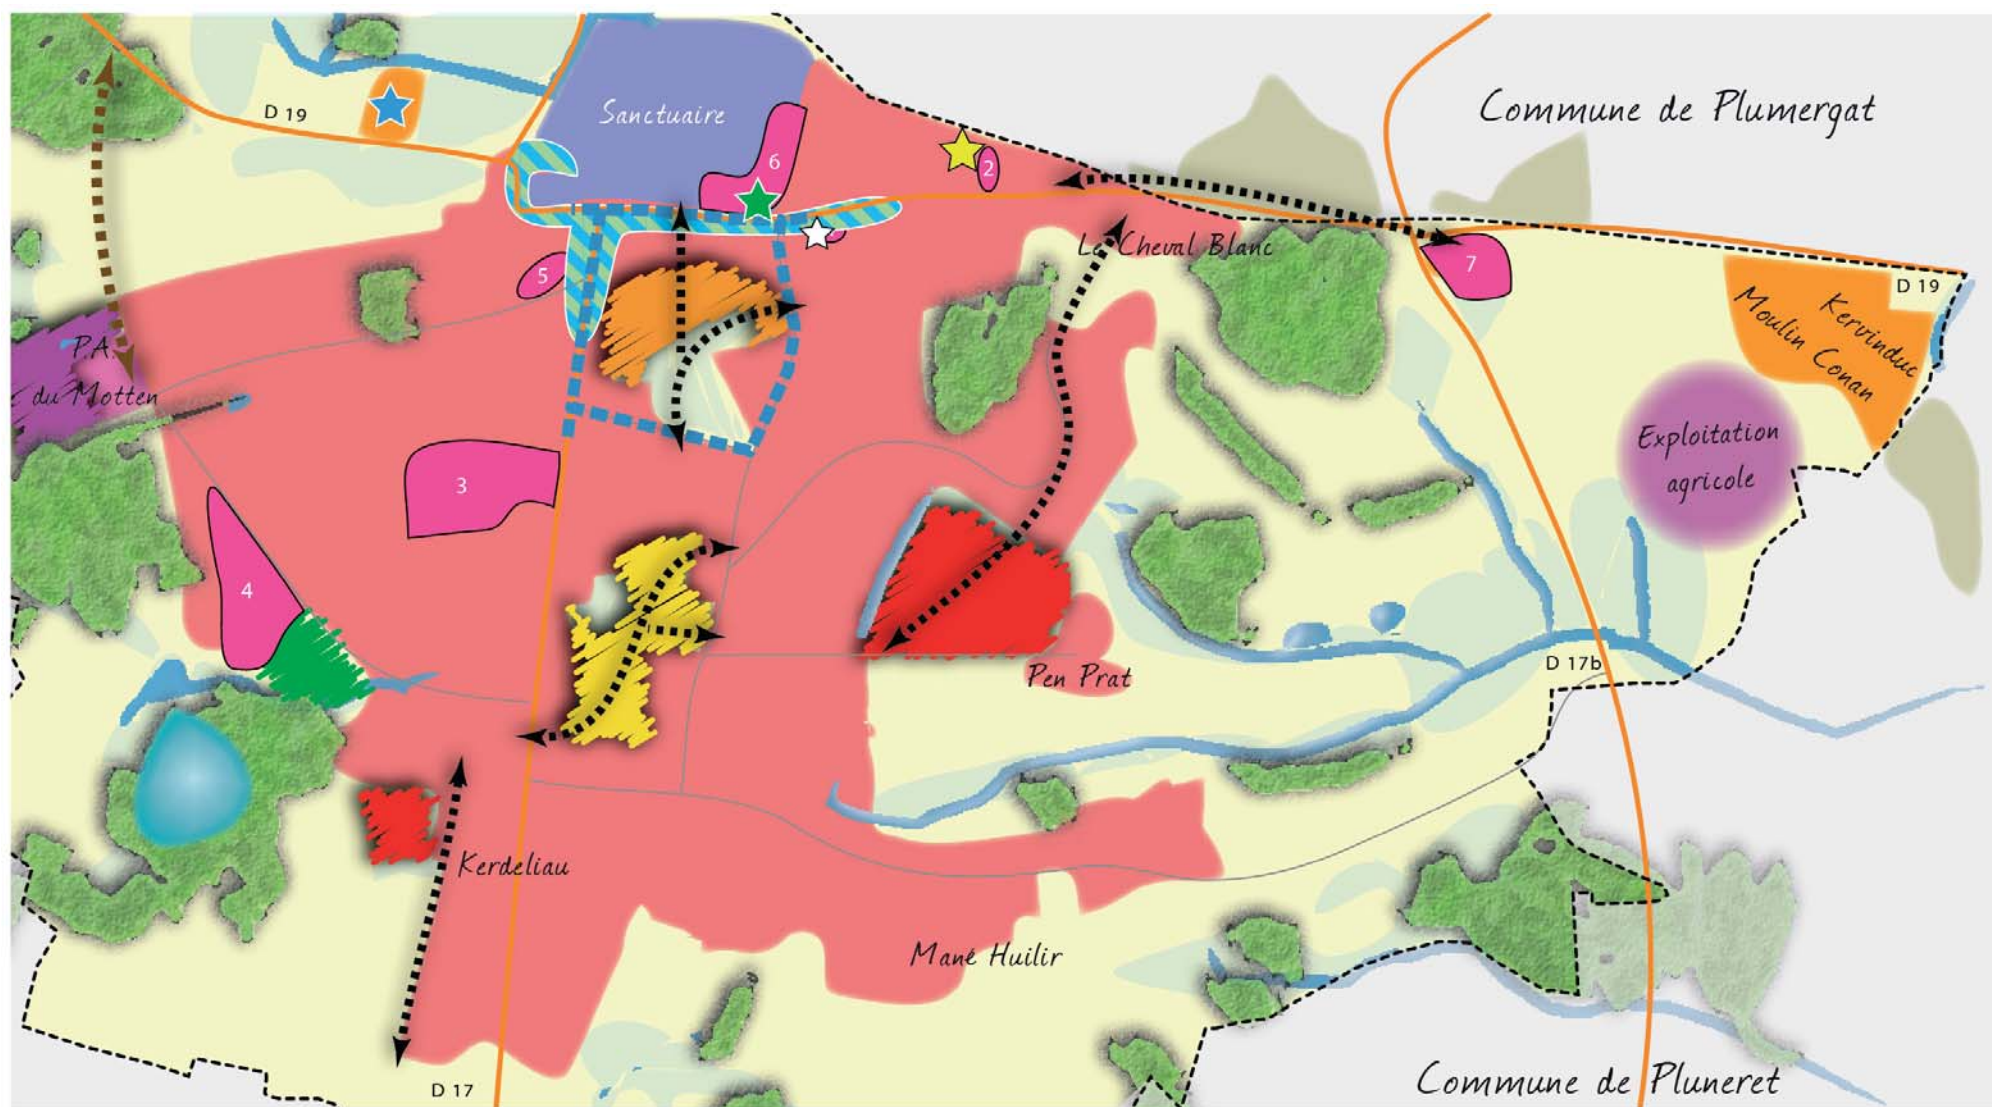 Commune de Plumergat
Sanctuaire
D 19
6
2
Le Cheval Blanc
5
7
D 19
Kervinduc
Moulin Conan
P.A.
du Motten
Exploitation
agricole
3
4
D 17b
Pen Prat
Kerdeliau
Mané Huilir
Commune de Pluneret
D 17